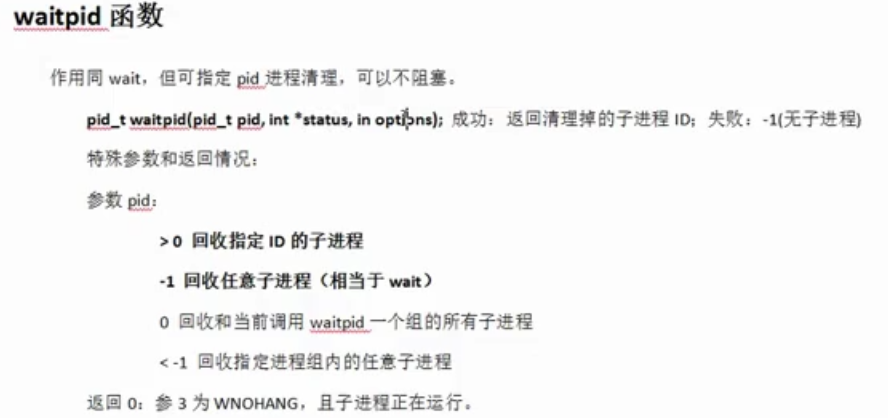 waitpid 函数
作用同 wait，但可指定 pid 进程清理，可以不阻塞。
pid_t waitpid(pid_t pid, int *status, in options); 成功：返回清理掉的子进程 ID；失败：-1(无子进程)
特殊参数和返回情况：
参数 pid：
> 0 回收指定 ID 的子进程
-1 回收任意子进程（相当于 wait）
0 回收和当前调用 waitpid 一个组的所有子进程
< -1 回收指定进程组内的任意子进程
返回 0：参 3 为 WNOHANG，且子进程正在运行。